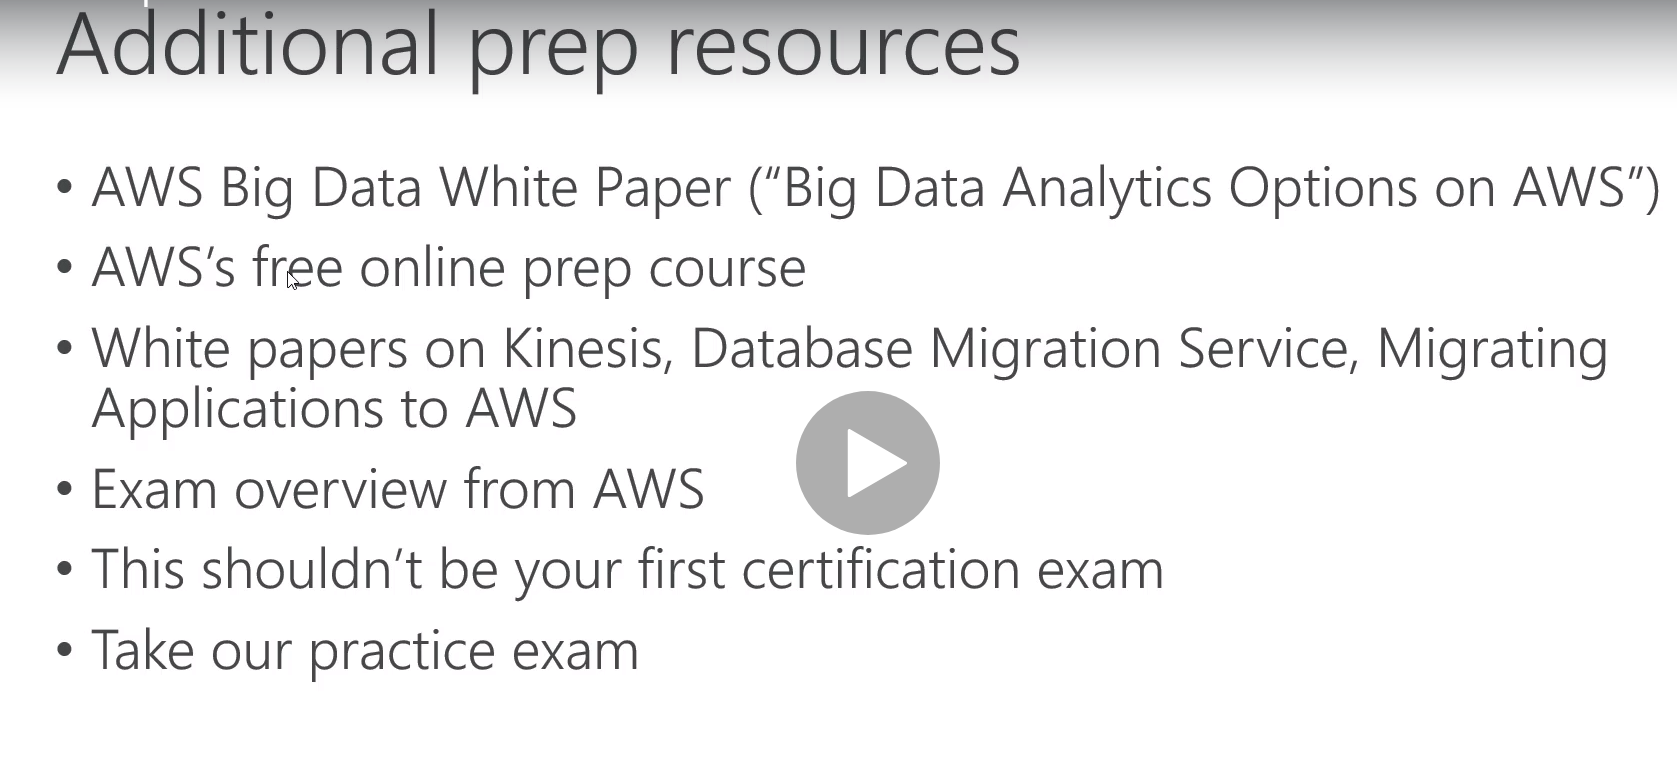 Additional prep resources
• AWS Big Data White Paper (“Big Data Analytics Options on AWS”)
• AWS’s free online prep course
• White papers on Kinesis, Database Migration Service, Migrating
Applications to AWS
• Exam overview from AWS
• This shouldn’t be your first certification exam
• Take our practice exam